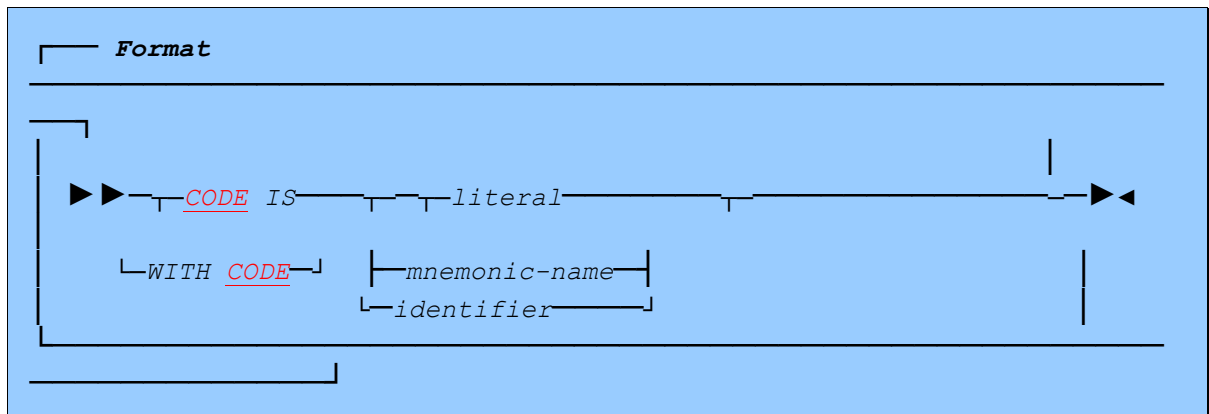 Format
CODE IS literal
WITH CODE mnemonic-name
identifier